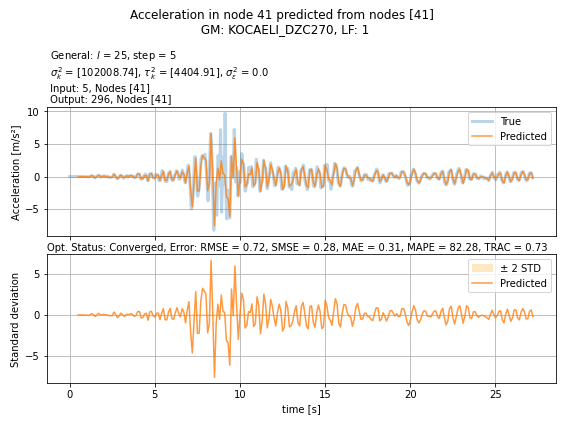 Acceleration in node 41 predicted from nodes [41]
GM: KOCAELI_DZC270, LF: 1
General: l = 25, step = 5
σ²ₖ = [102008.74], τ²ₖ = [4404.91], σ²ε = 0.0
Input: 5, Nodes [41]
Output: 296, Nodes [41]
10
5
0
−5
Acceleration [m/s²]
True
Predicted
Opt. Status: Converged, Error: RMSE = 0.72, SMSE = 0.28, MAE = 0.31, MAPE = 82.28, TRAC = 0.73
5
0
−5
Standard deviation
± 2 STD
Predicted
0 5 10 15 20 25
time [s]